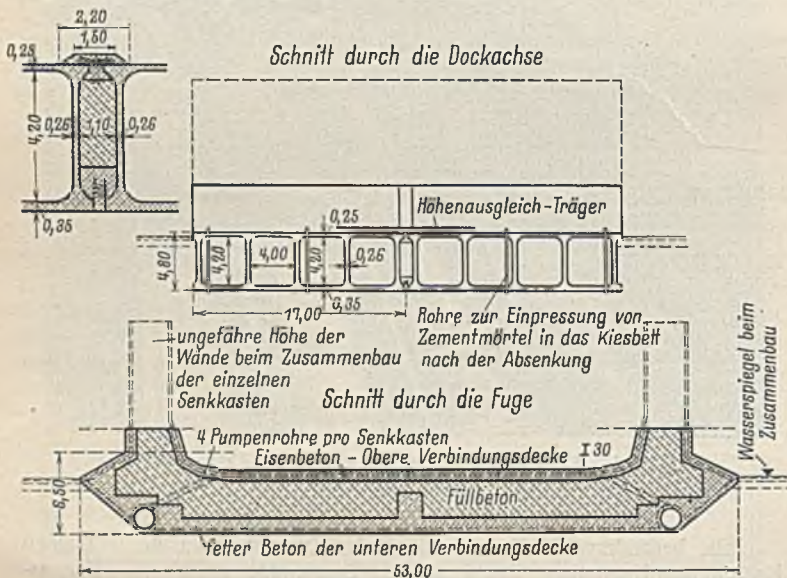 2,20
1,50
0,25
4,20
0,26
1,10
0,26
0,35
Schnitt durch die Dockachse
Höhenausgleich-Träger
0,25
4,80
4,20
4,00
4,20
0,26
0,35
17,00
Rohre zur Einpressung von
Zementmörtel in das Kiesbett
nach der Absenkung
ungefähre Höhe der
Wände beim Zusammenbau
der einzelnen
Senkkasten
Schnitt durch die Fuge
Wasserspiegel beim
Zusammenbau
4 Pumpenrohre pro Senkkasten
Eisenbeton - Obere Verbindungsdecke
I 30
6,50
Füllbeton
fetter Beton der unteren Verbindungsdecke
53,00